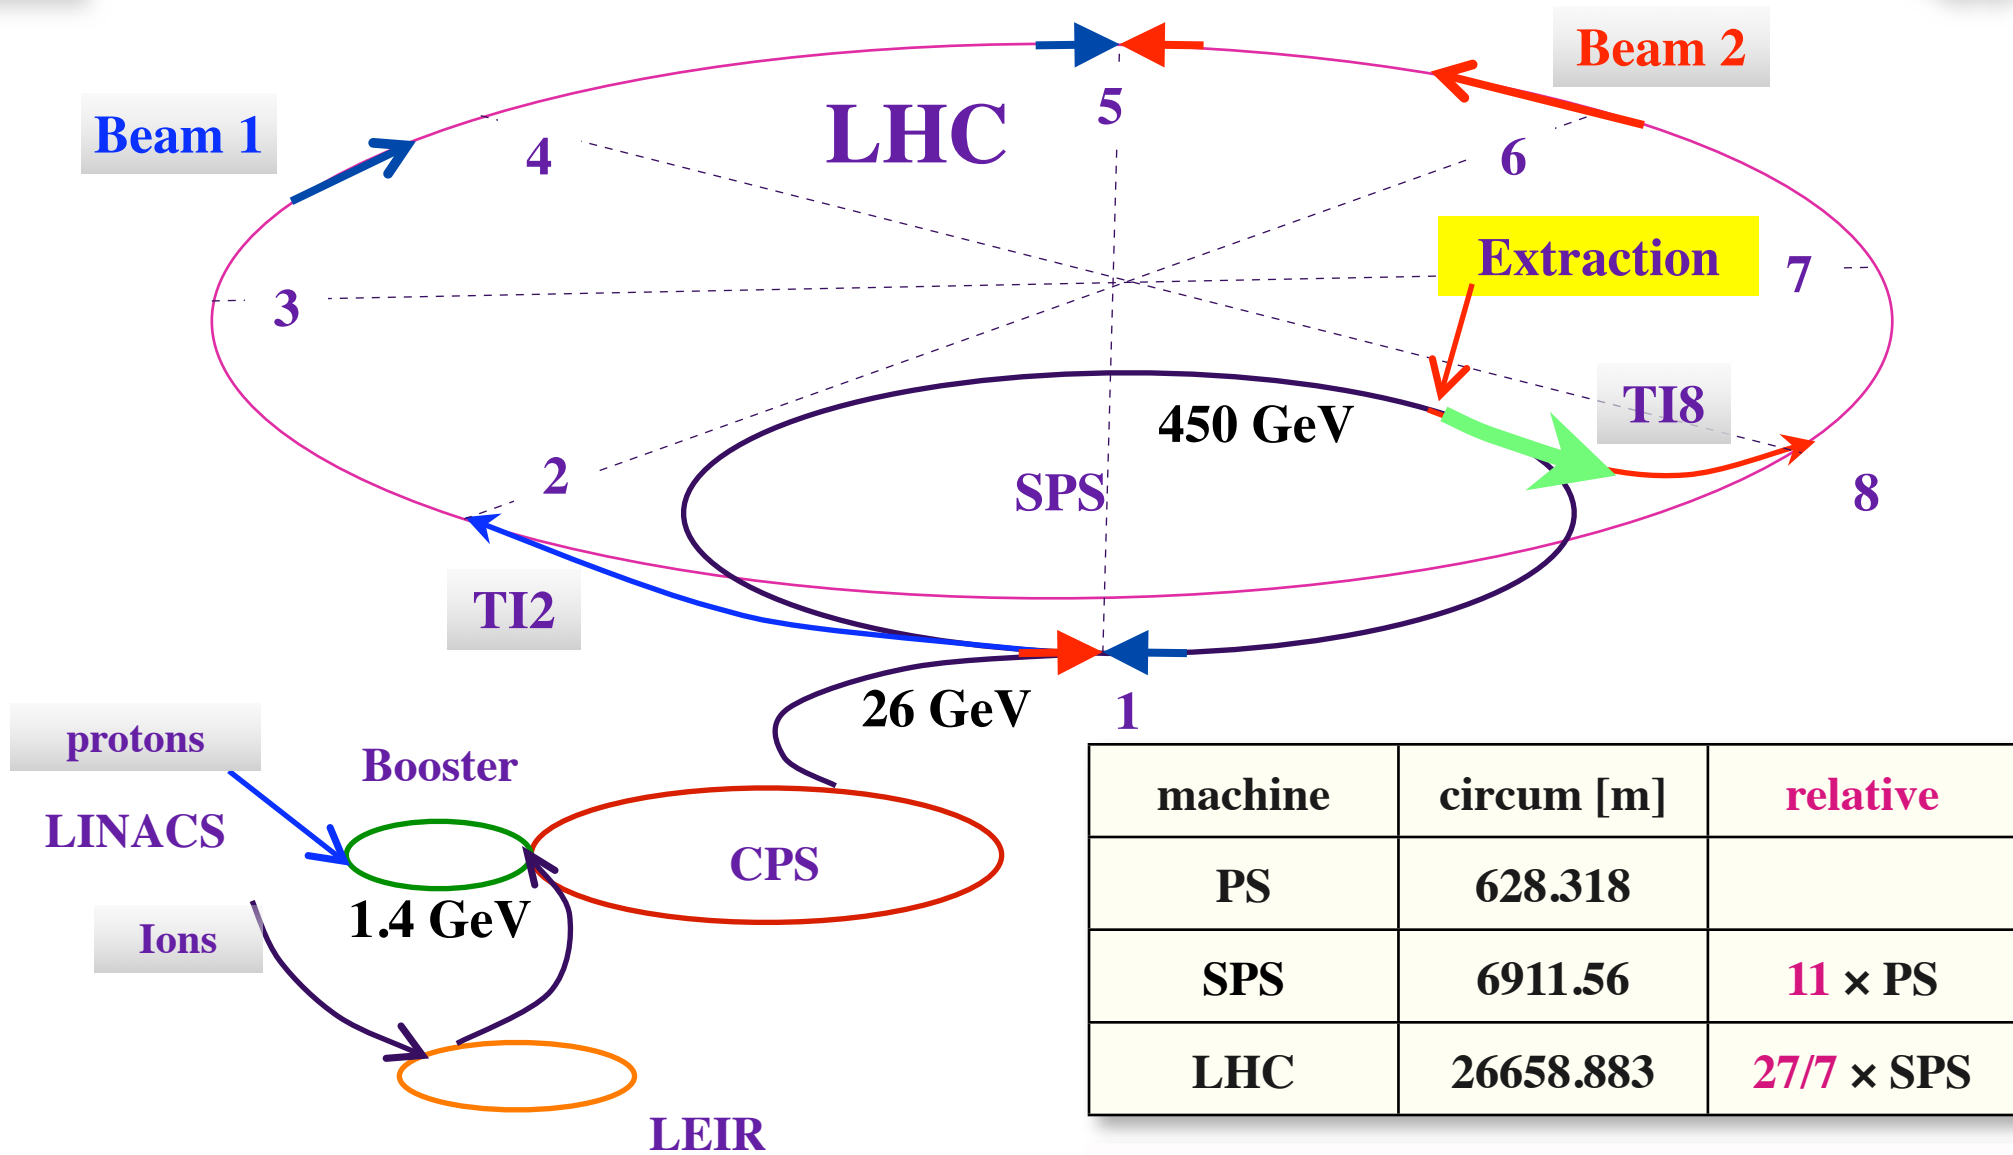 Beam 2
Beam 1
LHC
5
4
6
Extraction
7
3
TI8
450 GeV
2
SPS
8
TI2
26 GeV
1
protons
Booster
LINACS
CPS
1.4 GeV
Ions
LEIR
machine circum [m] relative
PS 628.318
SPS 6911.56 11 × PS
LHC 26658.883 27/7 × SPS